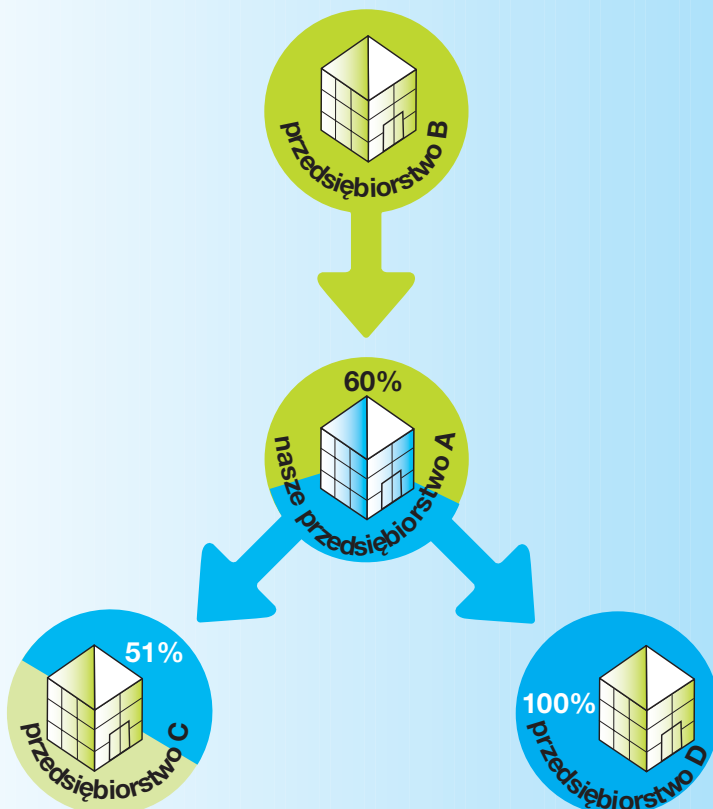 przedsiębiorstwo B
60%
nasze przedsiębiorstwo A
51%
przedsiębiorstwo C
100%
przedsiębiorstwo D